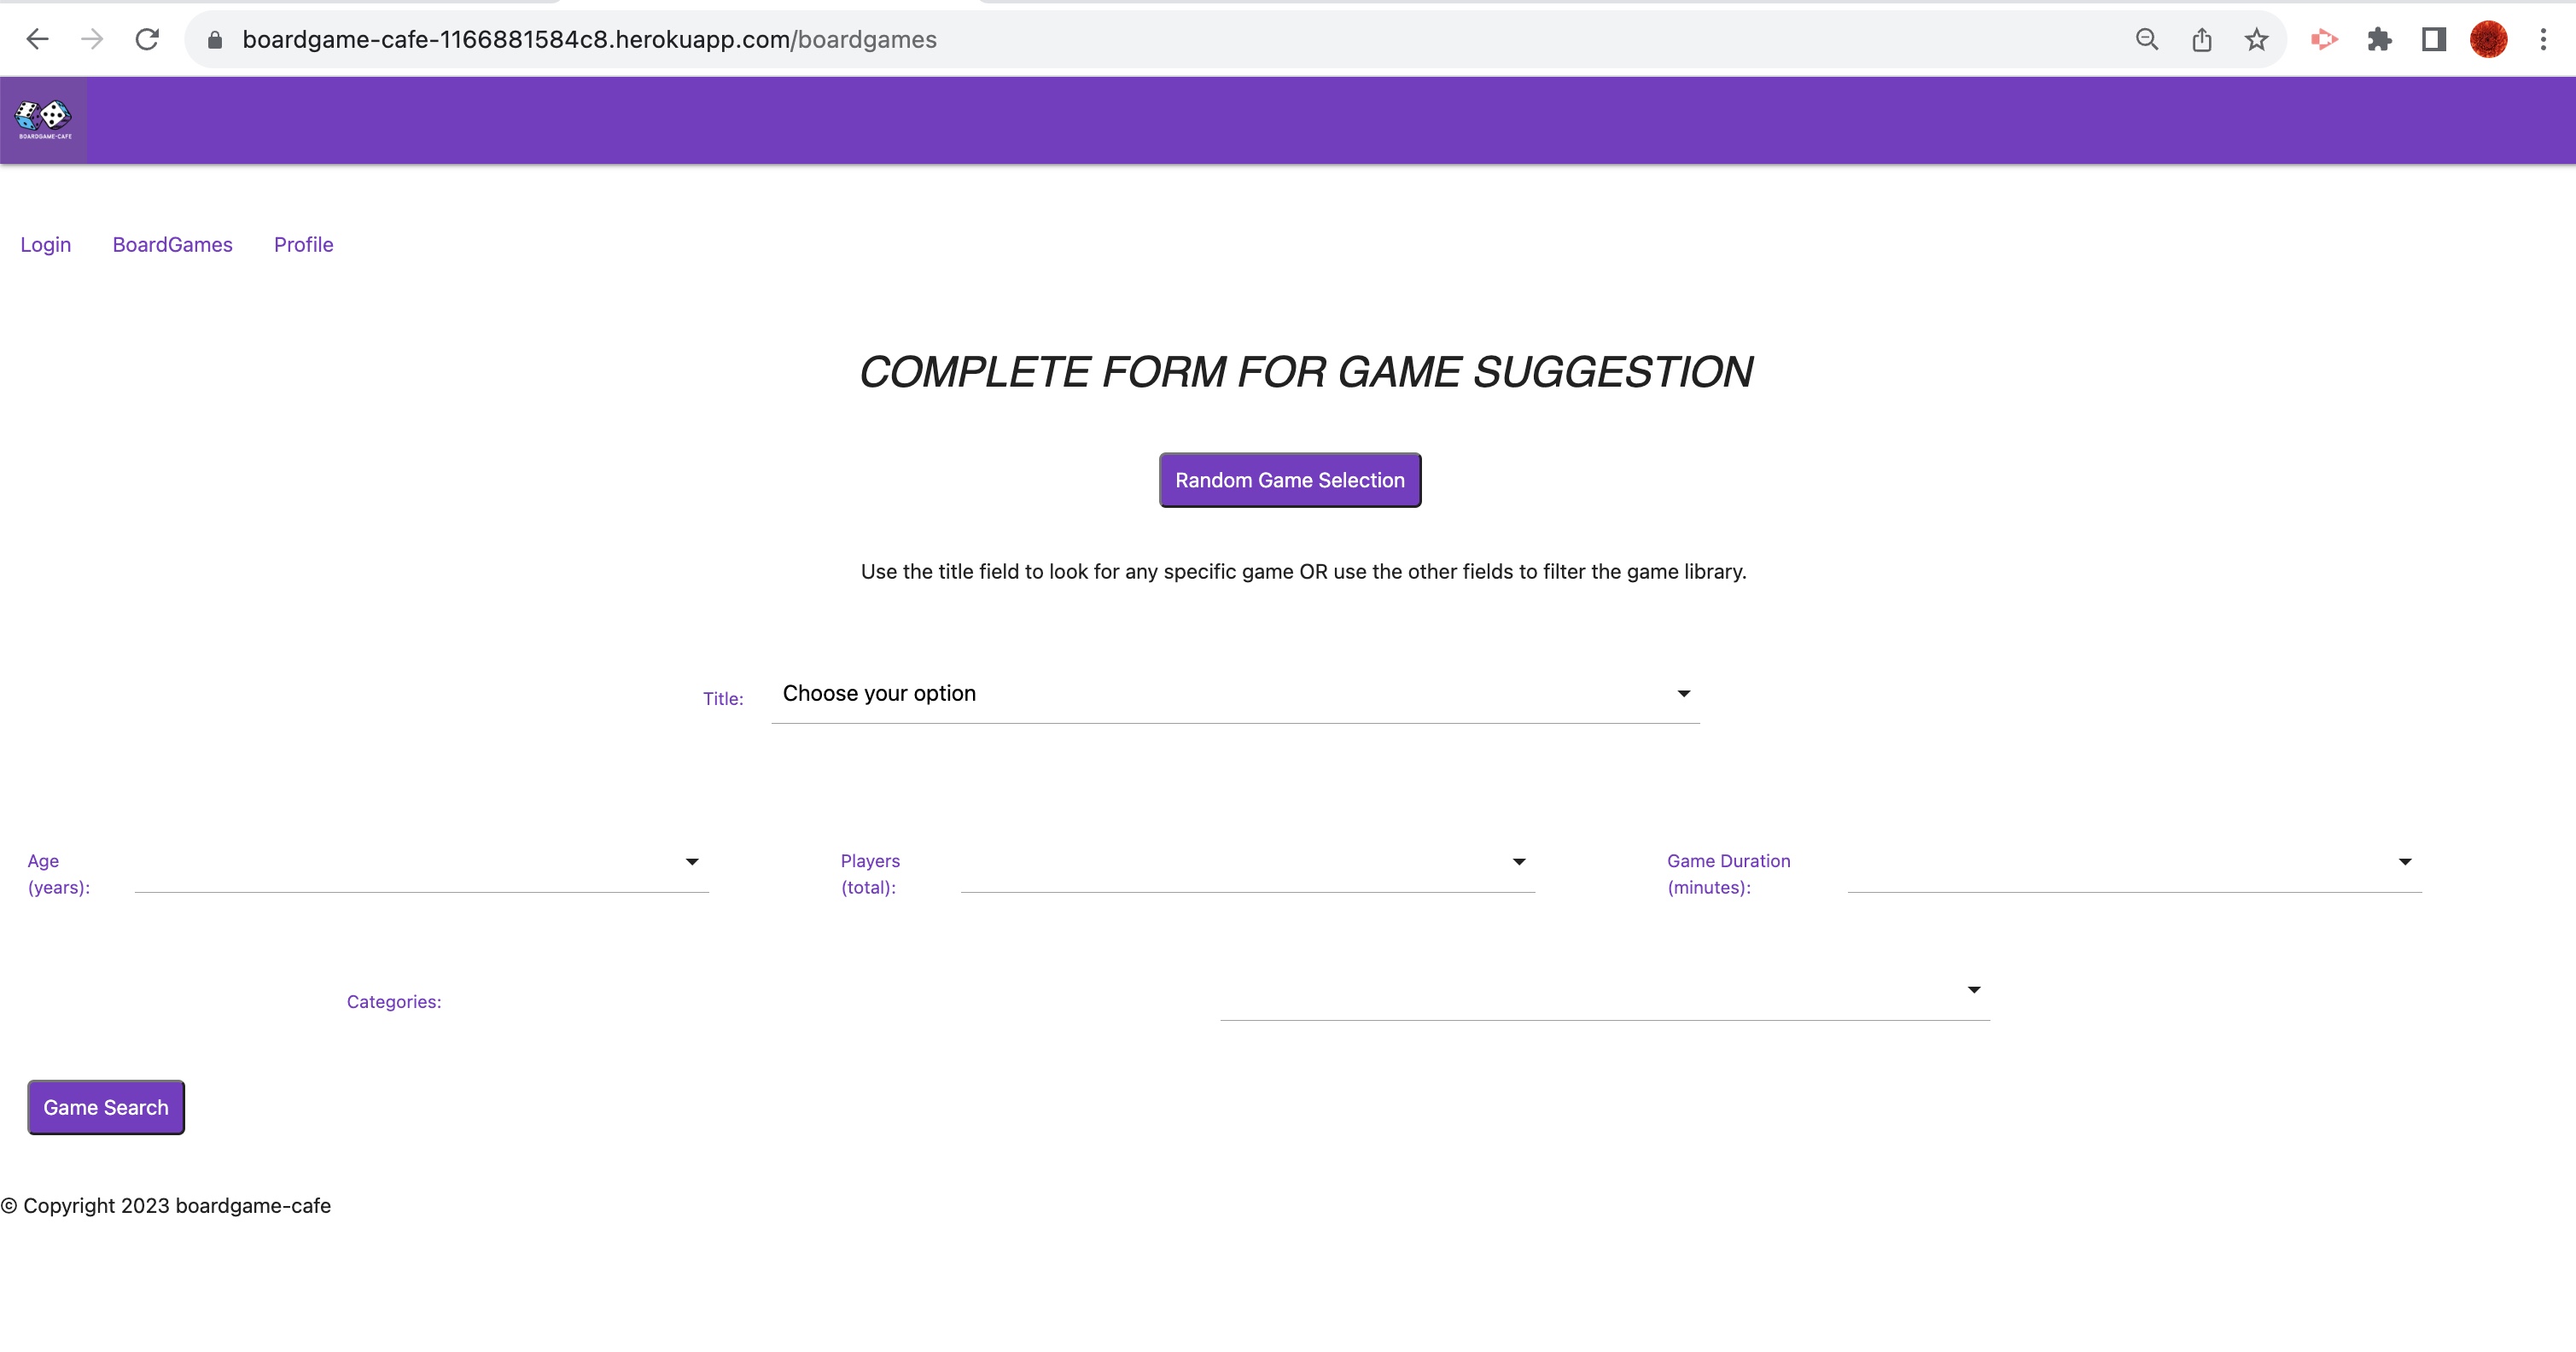 boardgame-cafe-1166881584c8.herokuapp.com/boardgames
BOARDGAME-CAFE
Login BoardGames Profile
COMPLETE FORM FOR GAME SUGGESTION
Random Game Selection
Use the title field to look for any specific game OR use the other fields to filter the game library.
Title: Choose your option
Age
(years):
Players
(total):
Game Duration
(minutes):
Categories:
Game Search
© Copyright 2023 boardgame-cafe